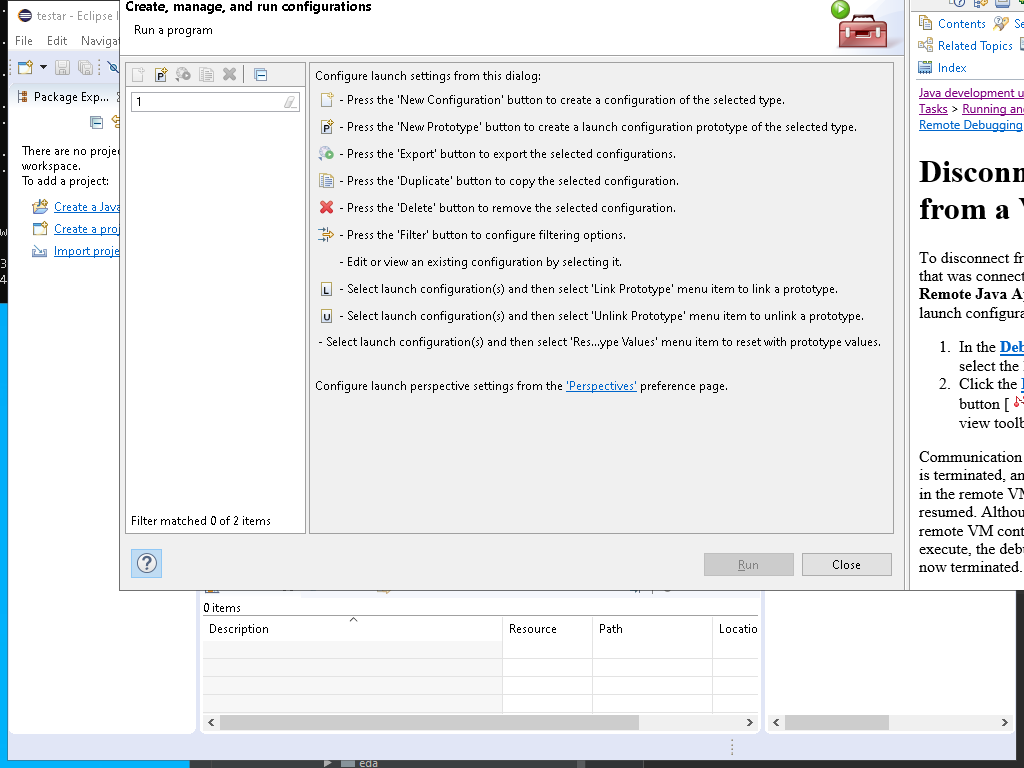 testar - Eclipse I
File Edit Navigat
Package Exp...
There are no projec
workspace.
To add a project:
Create a Java
Create a proj
Import proje
Create, manage, and run configurations
Run a program
1
Filter matched 0 of 2 items
Configure launch settings from this dialog:
- Press the 'New Configuration' button to create a configuration of the selected type.
- Press the 'New Prototype' button to create a launch configuration prototype of the selected type.
- Press the 'Export' button to export the selected configurations.
- Press the 'Duplicate' button to copy the selected configuration.
- Press the 'Delete' button to remove the selected configuration.
- Press the 'Filter' button to configure filtering options.
- Edit or view an existing configuration by selecting it.
L - Select launch configuration(s) and then select 'Link Prototype' menu item to link a prototype.
U - Select launch configuration(s) and then select 'Unlink Prototype' menu item to unlink a prototype.
- Select launch configuration(s) and then select 'Res...ype Values' menu item to reset with prototype values.
Configure launch perspective settings from the 'Perspectives' preference page.
Run
Close
Contents Se
Related Topics
Index
Java development u
Tasks > Running and
Remote Debugging
Disconn
from a V
To disconnect fr
that was connect
Remote Java Ap
launch configura
1. In the Deb
select the
2. Click the
button [
view toolb
Communication
is terminated, an
in the remote VM
resumed. Althou
remote VM cont
execute, the debu
now terminated.
0 items
Description Resource Path Locatio
eda